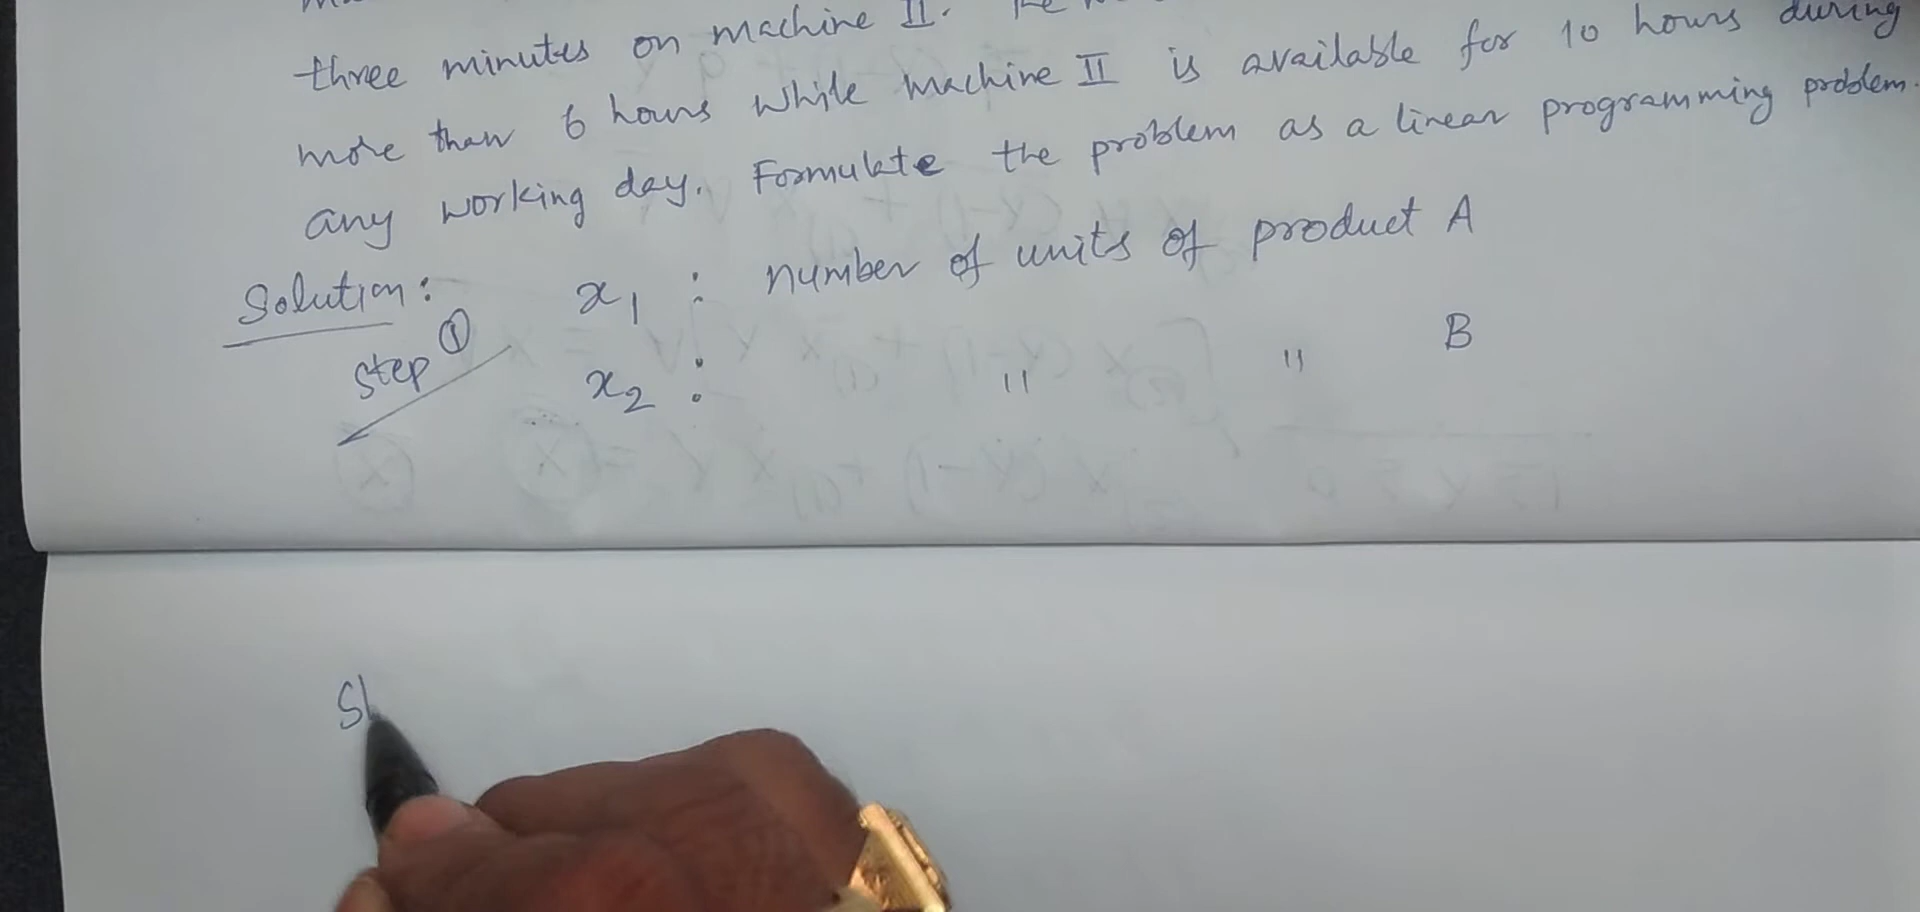 three minutes on machine II. The
more than 6 hours while machine II is available for 10 hours during
any working day. Formulate the problem as a linear programming problem.
Solution: x1 : number of units of product A
Step ① x2 : " " B
St